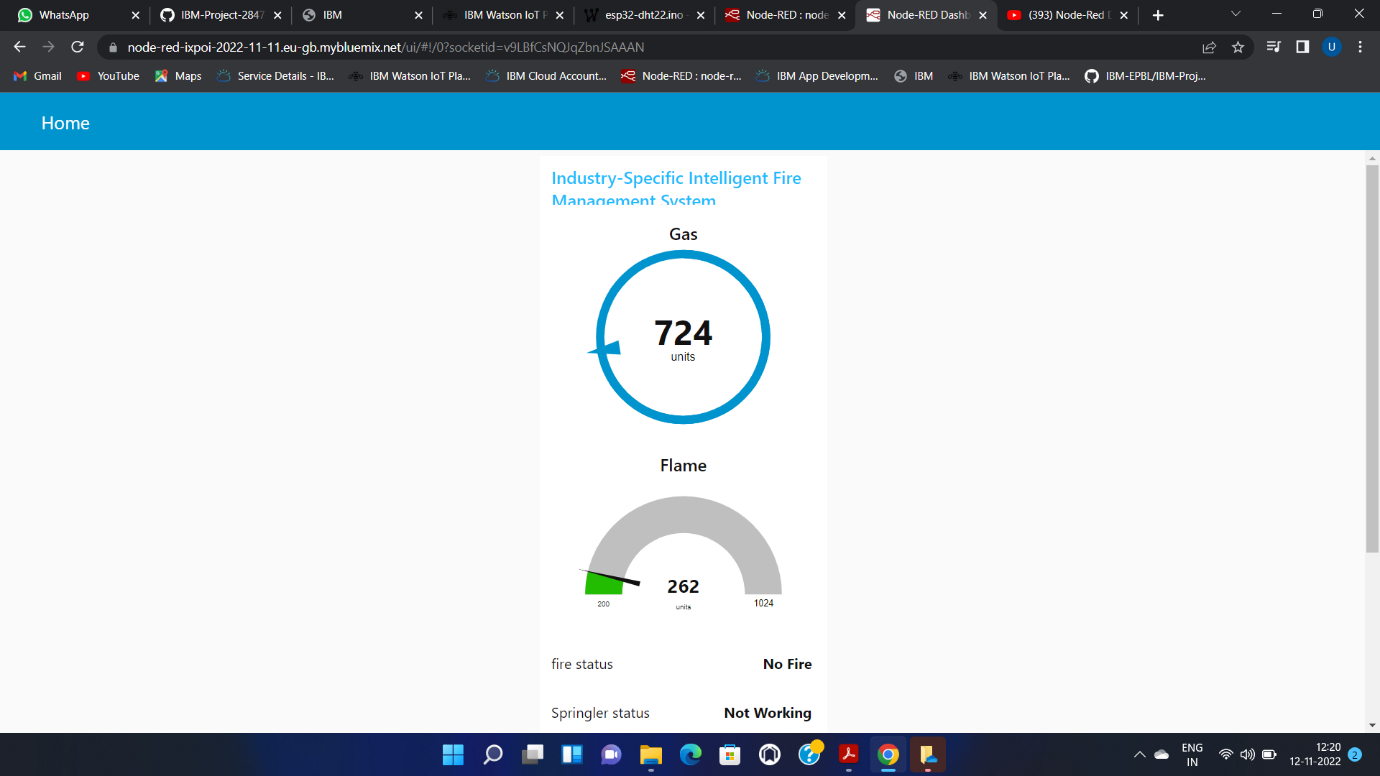 WhatsApp
IBM-Project-2847
IBM
IBM Watson IoT P
esp32-dht22.ino -
Node-RED : node
Node-RED Dashb
(393) Node-Red D
node-red-ixpoi-2022-11-11.eu-gb.mybluemix.net/ui/#!/0?socketid=v9LBfCsNQJqZbnJSAAAN
U
Gmail
YouTube
Maps
Service Details - IB...
IBM Watson IoT Pla...
IBM Cloud Account...
Node-RED : node-r...
IBM App Developm...
IBM
IBM Watson IoT Pla...
IBM-EPBL/IBM-Proj...
Home
Industry-Specific Intelligent Fire
Management System
Gas
724
units
Flame
262
units
200
1024
fire status
No Fire
Springler status
Not Working
ENG
IN
12:20
12-11-2022
2